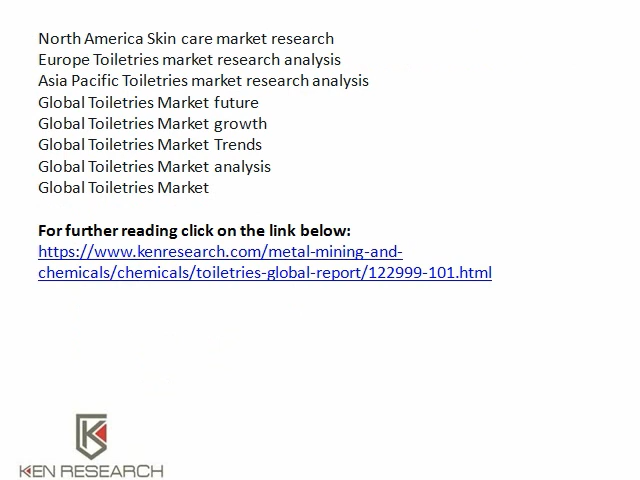 North America Skin care market research
Europe Toiletries market research analysis
Asia Pacific Toiletries market research analysis
Global Toiletries Market future
Global Toiletries Market growth
Global Toiletries Market Trends
Global Toiletries Market analysis
Global Toiletries Market
For further reading click on the link below:
https://www.kenresearch.com/metal-mining-and-
chemicals/chemicals/toiletries-global-report/122999-101.html
KEN RESEARCH